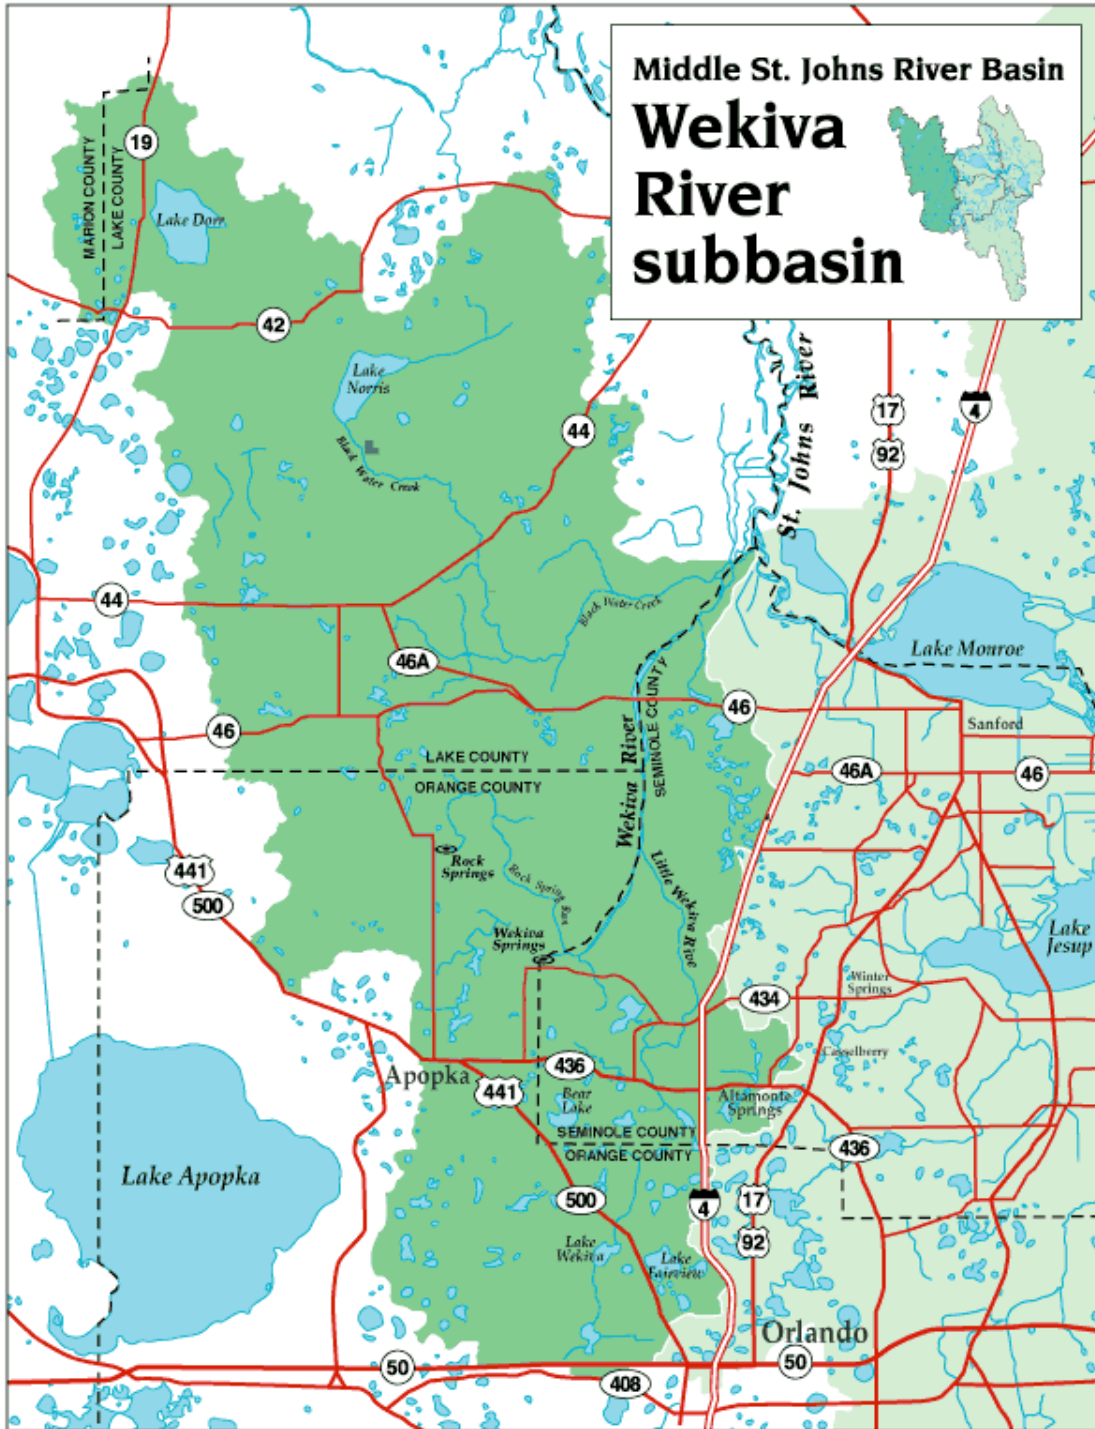 Middle St. Johns River Basin
Wekiva
River
subbasin
19
MARION COUNTY
LAKE COUNTY
Lake Dorr
42
Lake
Norris
Black Water Creek
44
17
92
4
St. Johns River
44
46A
Black Water Creek
Lake Monroe
46
46
Sanford
SEMINOLE COUNTY
Wekiva River
LAKE COUNTY
ORANGE COUNTY
46A
46
441
500
Rock
Springs
Rock Spring Run
Little Wekiva Rive
Wekiva
Springs
Lake
Jesup
Winter
Springs
434
Casselberry
Apopka
436
441
Bear
Lake
Altamonte
Springs
SEMINOLE COUNTY
ORANGE COUNTY
436
Lake Apopka
500
4
17
92
Lake
Wekiva
Lake
Fairview
Orlando
50
50
408